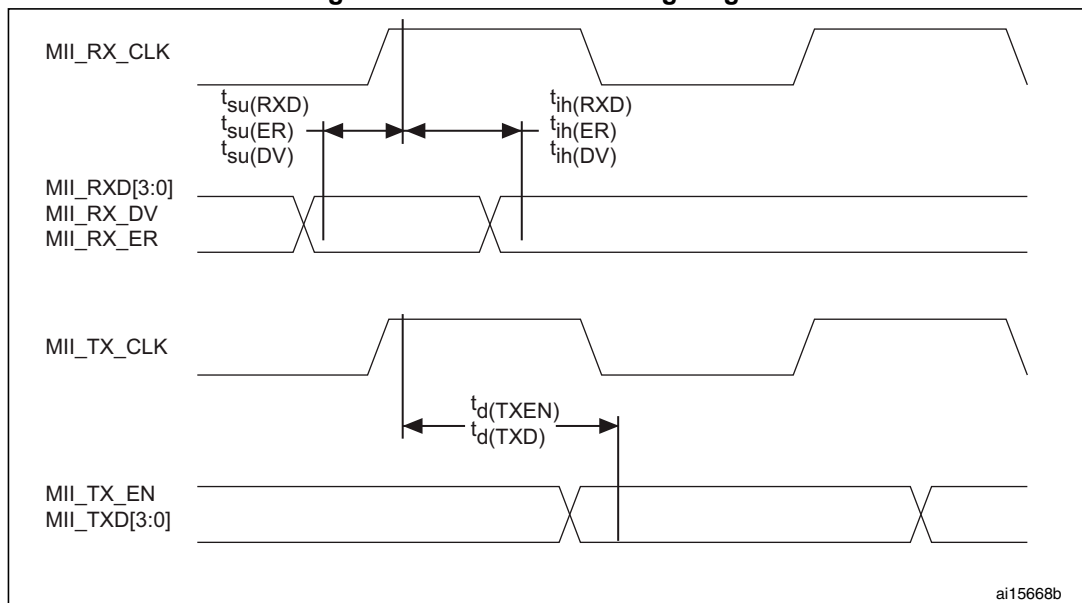 MII_RX_CLK
tsu(RXD)
tsu(ER)
tsu(DV)
tih(RXD)
tih(ER)
tih(DV)
MII_RXD[3:0]
MII_RX_DV
MII_RX_ER
MII_TX_CLK
td(TXEN)
td(TXD)
MII_TX_EN
MII_TXD[3:0]
ai15668b